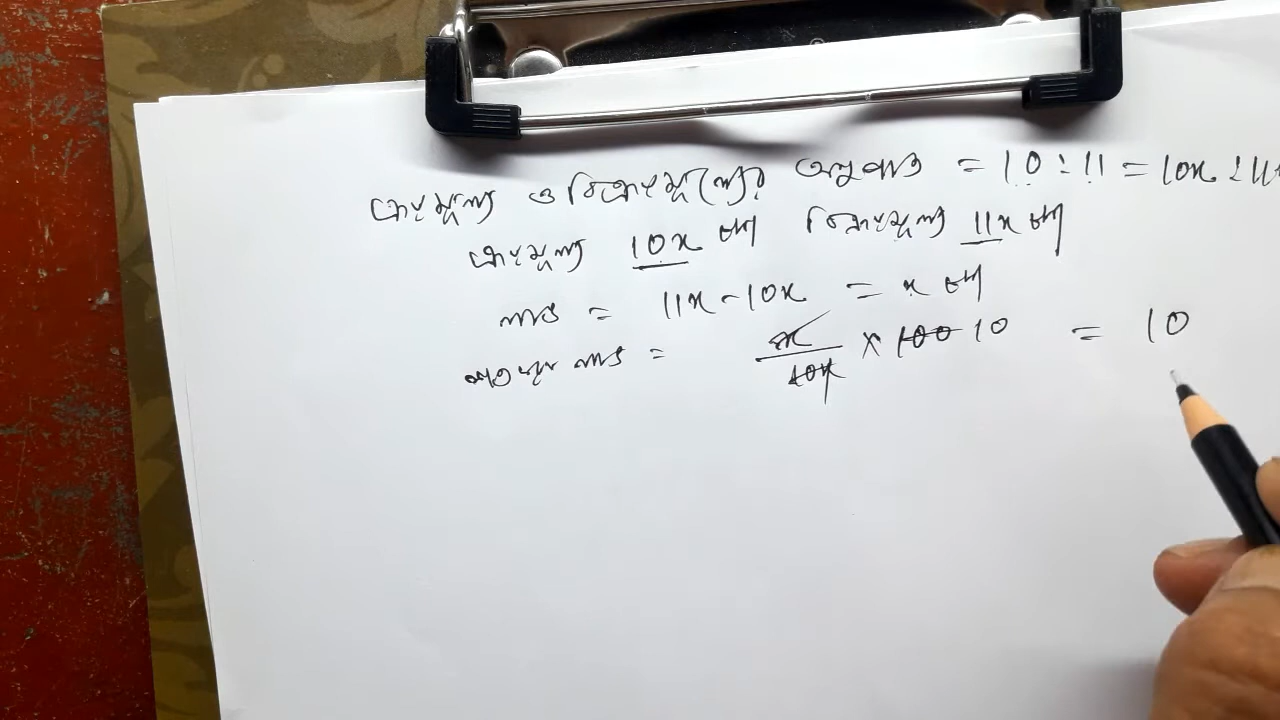 ক্রয়মূল্য ও বিক্রয়মূল্যের অনুপাত = 10 : 11 = 10x : 11x
ক্রয়মূল্য 10x টাকা বিক্রয়মূল্য 11x টাকা
লাভ = 11x - 10x = x টাকা
শতকরা লাভ = x/10x × 100 10 = 10